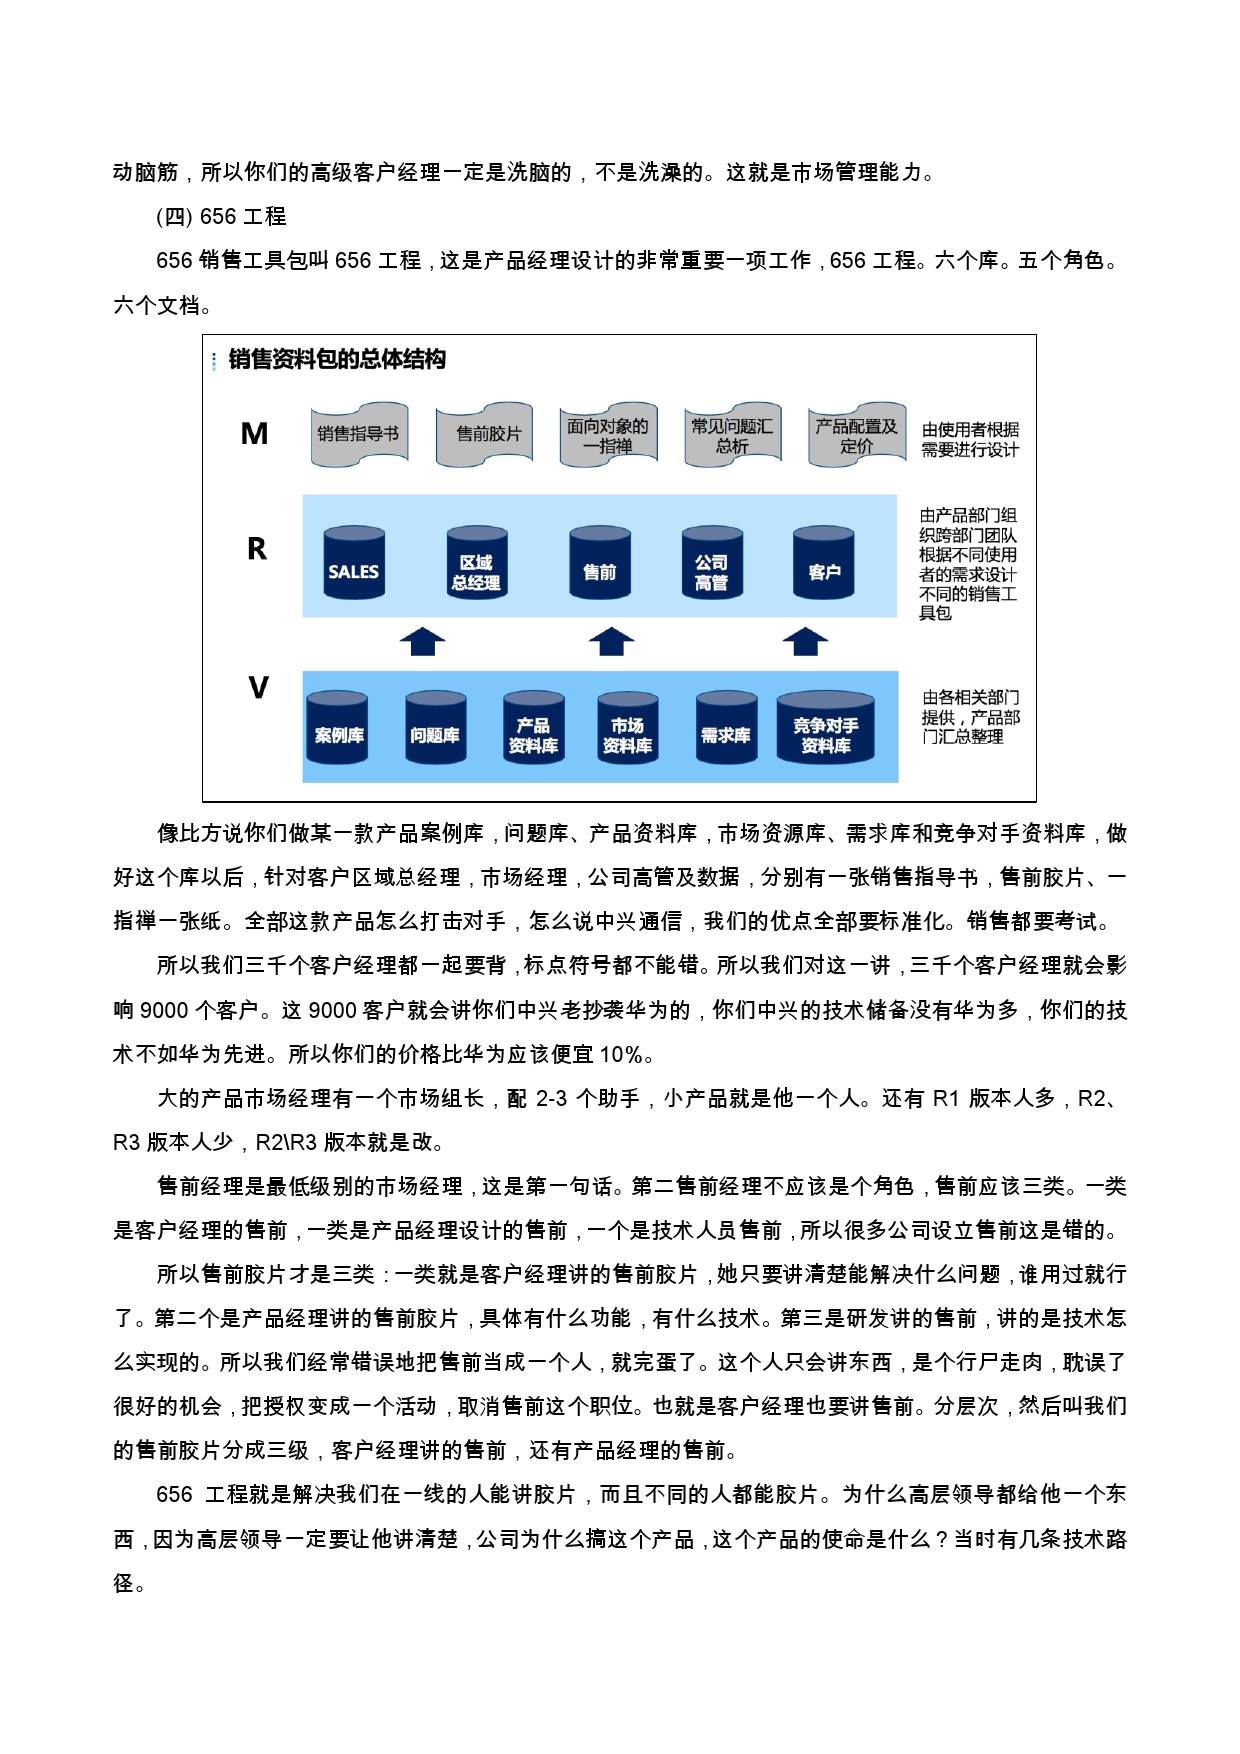 动脑筋，所以你们的高级客户经理一定是洗脑的，不是洗澡的。这就是市场管理能力。
(四) 656 工程
656 销售工具包叫 656 工程，这是产品经理设计的非常重要一项工作，656 工程。六个库。五个角色。
六个文档。
销售资料包的总体结构
M
销售指导书
售前胶片
面向对象的
一指禅
常见问题汇
总析
产品配置及
定价
由使用者根据
需要进行设计
R
SALES
区域
总经理
售前
公司
高管
客户
由产品部门组
织跨部门团队
根据不同使用
者的需求设计
不同的销售工
具包
V
案例库
问题库
产品
资料库
市场
资料库
需求库
竞争对手
资料库
由各相关部门
提供，产品部
门汇总整理
像比方说你们做某一款产品案例库，问题库、产品资料库，市场资源库、需求库和竞争对手资料库，做
好这个库以后，针对客户区域总经理，市场经理，公司高管及数据，分别有一张销售指导书，售前胶片、一
指禅一张纸。全部这款产品怎么打击对手，怎么说中兴通信，我们的优点全部要标准化。销售都要考试。
所以我们三千个客户经理都一起要背，标点符号都不能错。所以我们对这一讲，三千个客户经理就会影
响 9000 个客户。这 9000 客户就会讲你们中兴老抄袭华为的，你们中兴的技术储备没有华为多，你们的技
术不如华为先进。所以你们的价格比华为应该便宜 10%。
大的产品市场经理有一个市场组长，配 2-3 个助手，小产品就是他一个人。还有 R1 版本人多，R2、
R3 版本人少，R2\R3 版本就是改。
售前经理是最低级别的市场经理，这是第一句话。第二售前经理不应该是个角色，售前应该三类。一类
是客户经理的售前，一类是产品经理设计的售前，一个是技术人员售前，所以很多公司设立售前这是错的。
所以售前胶片才是三类：一类就是客户经理讲的售前胶片，她只要讲清楚能解决什么问题，谁用过就行
了。第二个是产品经理讲的售前胶片，具体有什么功能，有什么技术。第三是研发讲的售前，讲的是技术怎
么实现的。所以我们经常错误地把售前当成一个人，就完蛋了。这个人只会讲东西，是个行尸走肉，耽误了
很好的机会，把授权变成一个活动，取消售前这个职位。也就是客户经理也要讲售前。分层次，然后叫我们
的售前胶片分成三级，客户经理讲的售前，还有产品经理的售前。
656 工程就是解决我们在一线的人能讲胶片，而且不同的人都能胶片。为什么高层领导都给他一个东
西，因为高层领导一定要让他讲清楚，公司为什么搞这个产品，这个产品的使命是什么？当时有几条技术路
径。